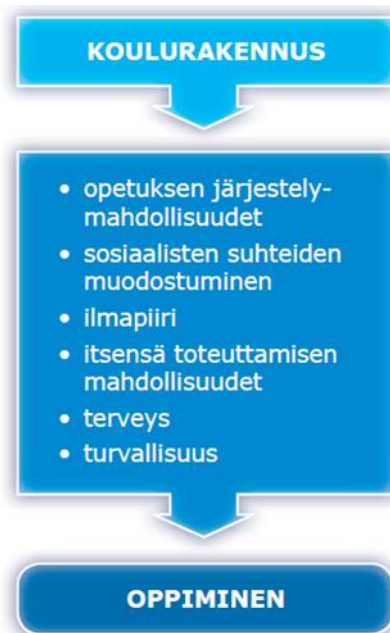 KOULURAKENNUS
• opetuksen järjestely-
mahdollisuudet
• sosiaalisten suhteiden
muodostuminen
• ilmapiiri
• itsensä toteuttamisen
mahdollisuudet
• terveys
• turvallisuus
OPPIMINEN